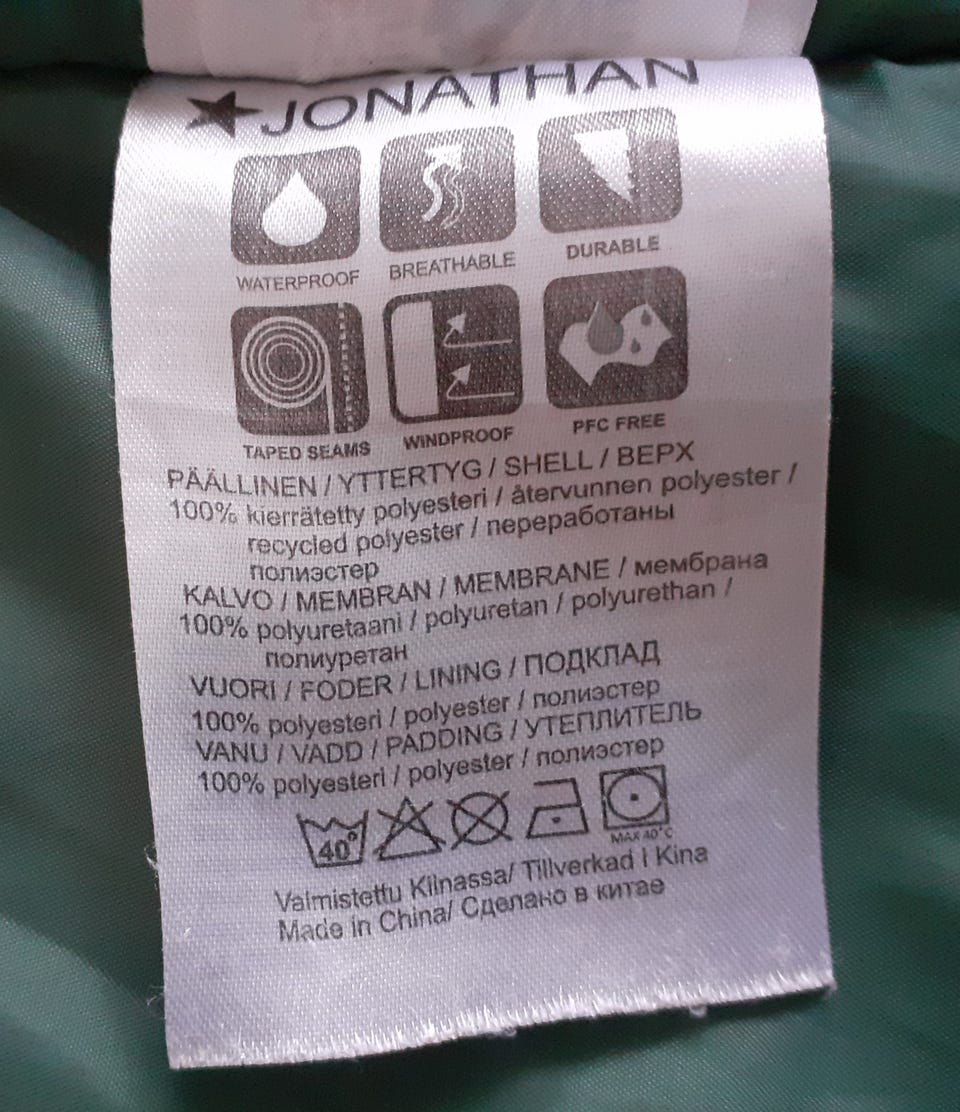 ★JONATHAN
WATERPROOF BREATHABLE DURABLE
TAPED SEAMS WINDPROOF PFC FREE
PÄÄLLINEN / YTTERTYG / SHELL / ВЕРХ
100% kierrätetty polyesteri / återvunnen polyester /
recycled polyester / переработаны
полиэстер
KALVO / MEMBRAN / MEMBRANE / мембрана
100% polyuretaani / polyuretan / polyurethan /
полиуретан
VUORI / FODER / LINING / ПОДКЛАД
100% polyesteri / polyester / полиэстер
VANU / VADD / PADDING / УТЕПЛИТЕЛЬ
100% polyesteri / polyester / полиэстер
40°
MAX 40°C
Valmistettu Kiinassa/ Tillverkad I Kina
Made in China/ Сделано в китае